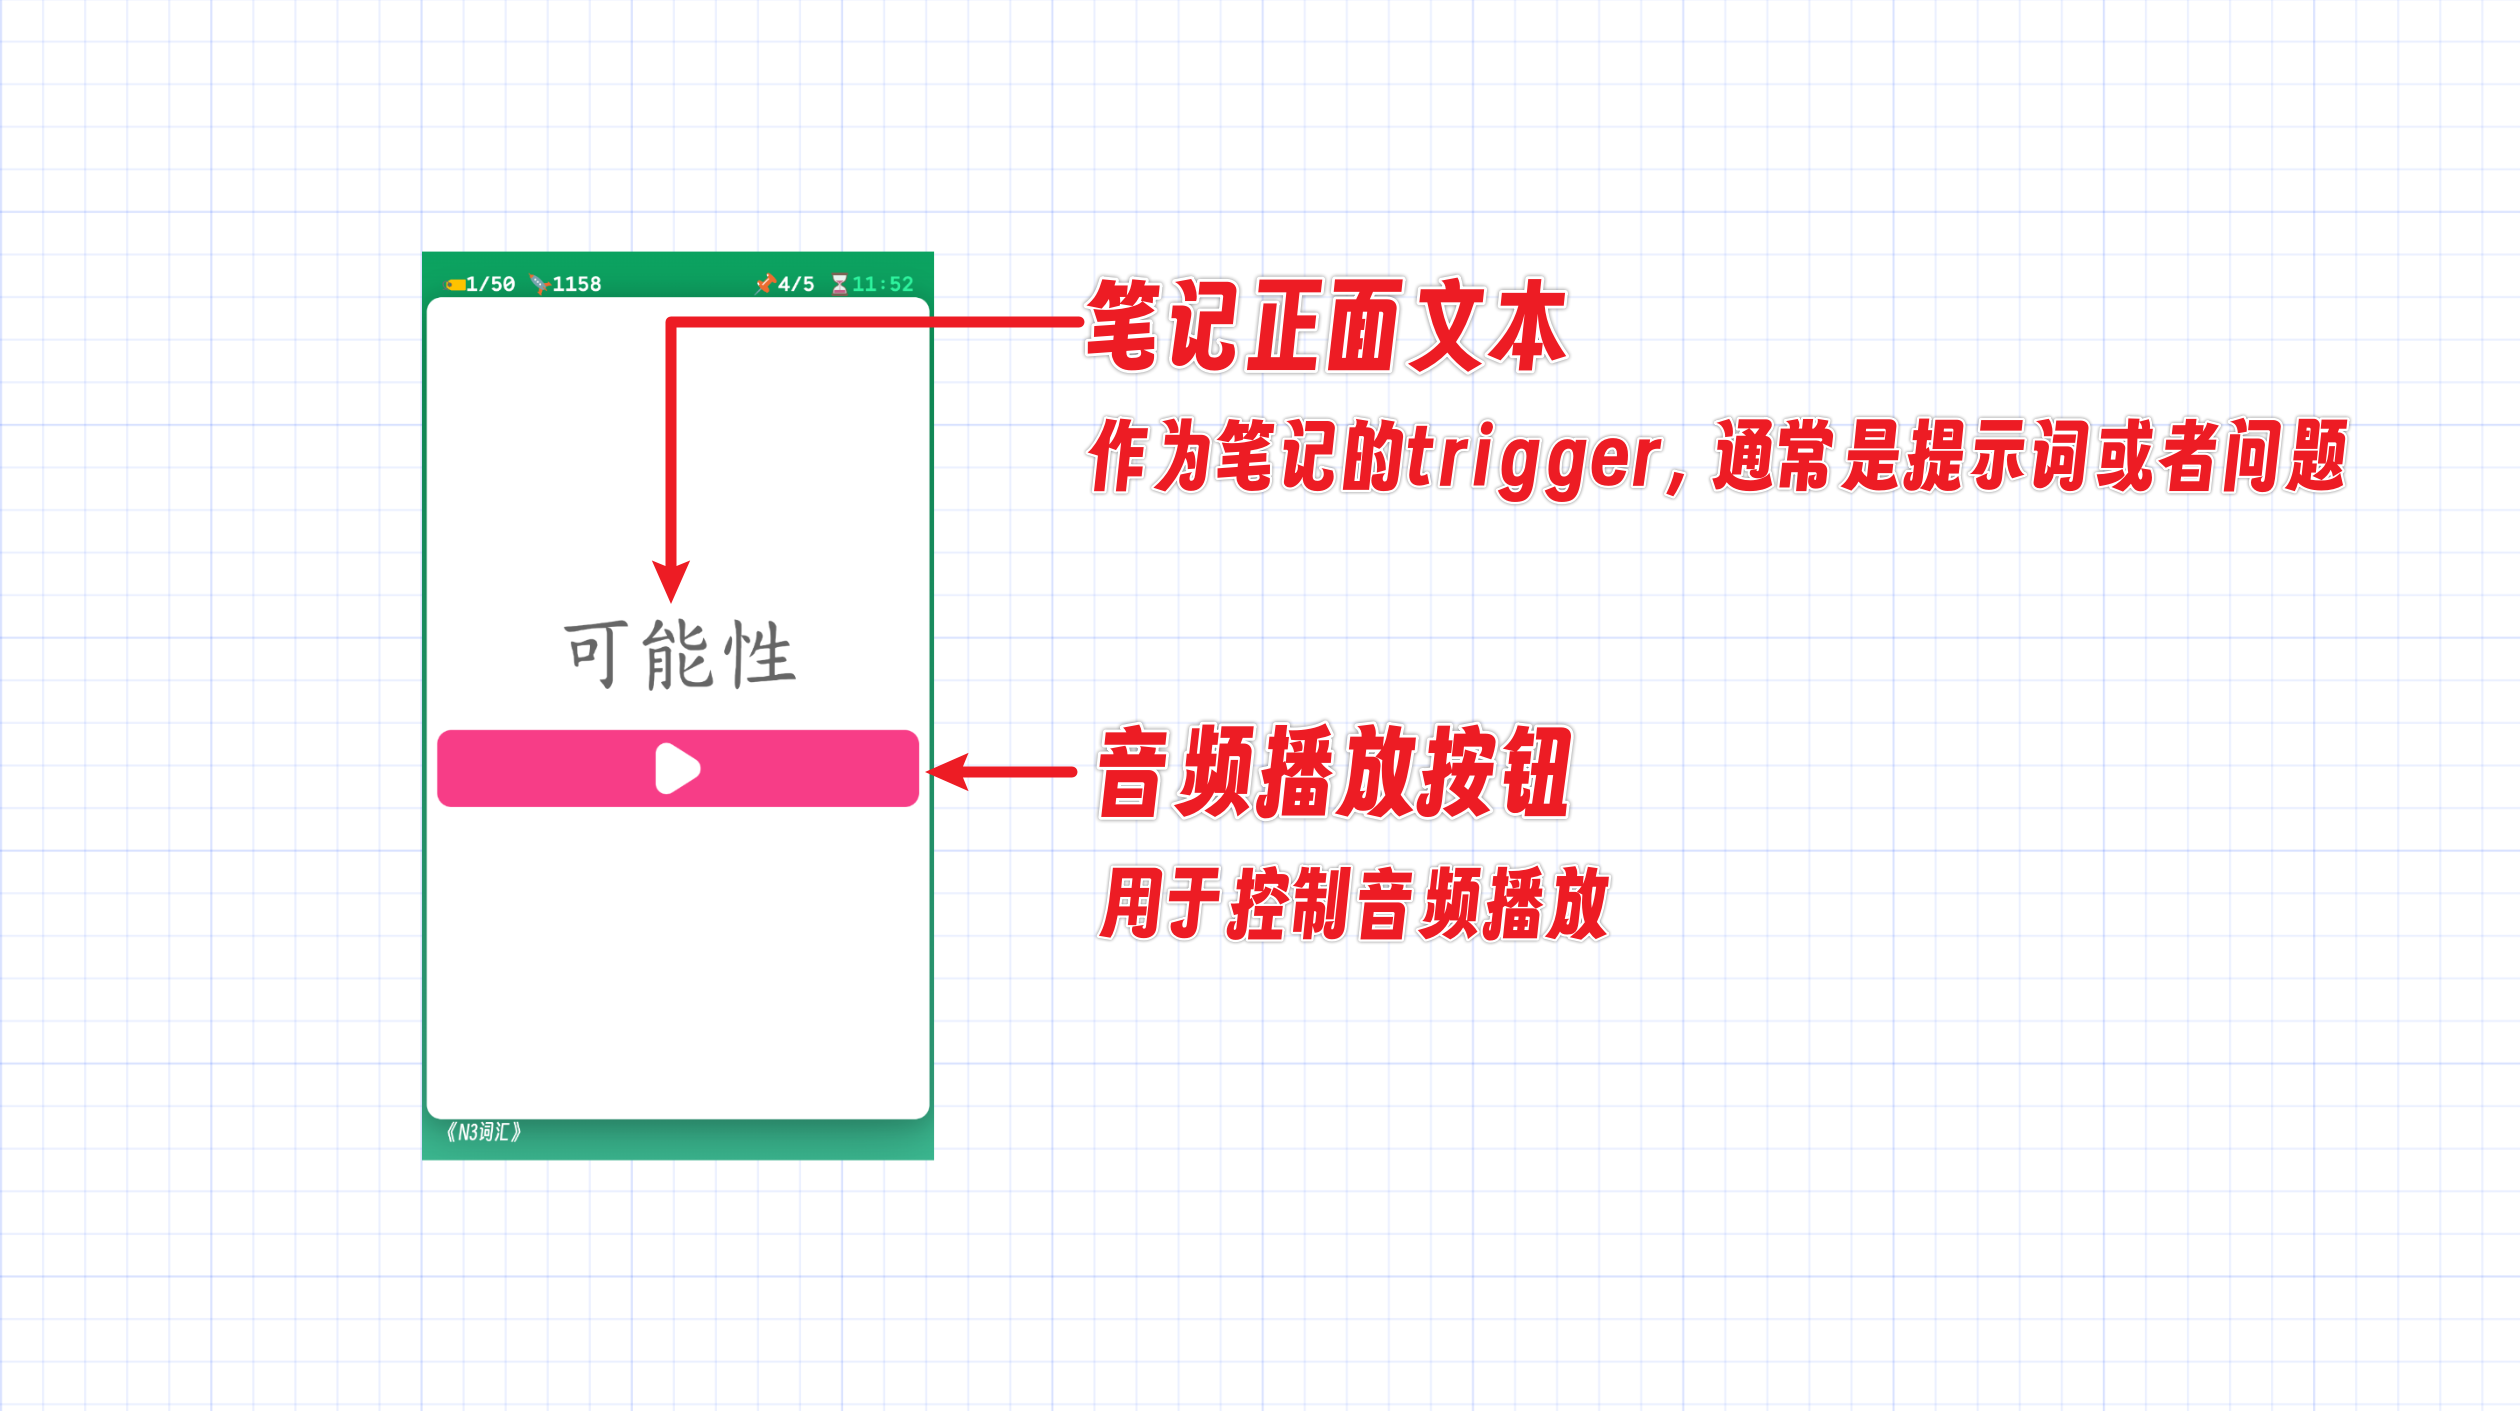 1/50 1158 4/5 11:52
笔记正面文本
作为笔记的trigger, 通常是提示词或者问题
可能性
音频播放按钮
用于控制音频播放
《N3词汇》